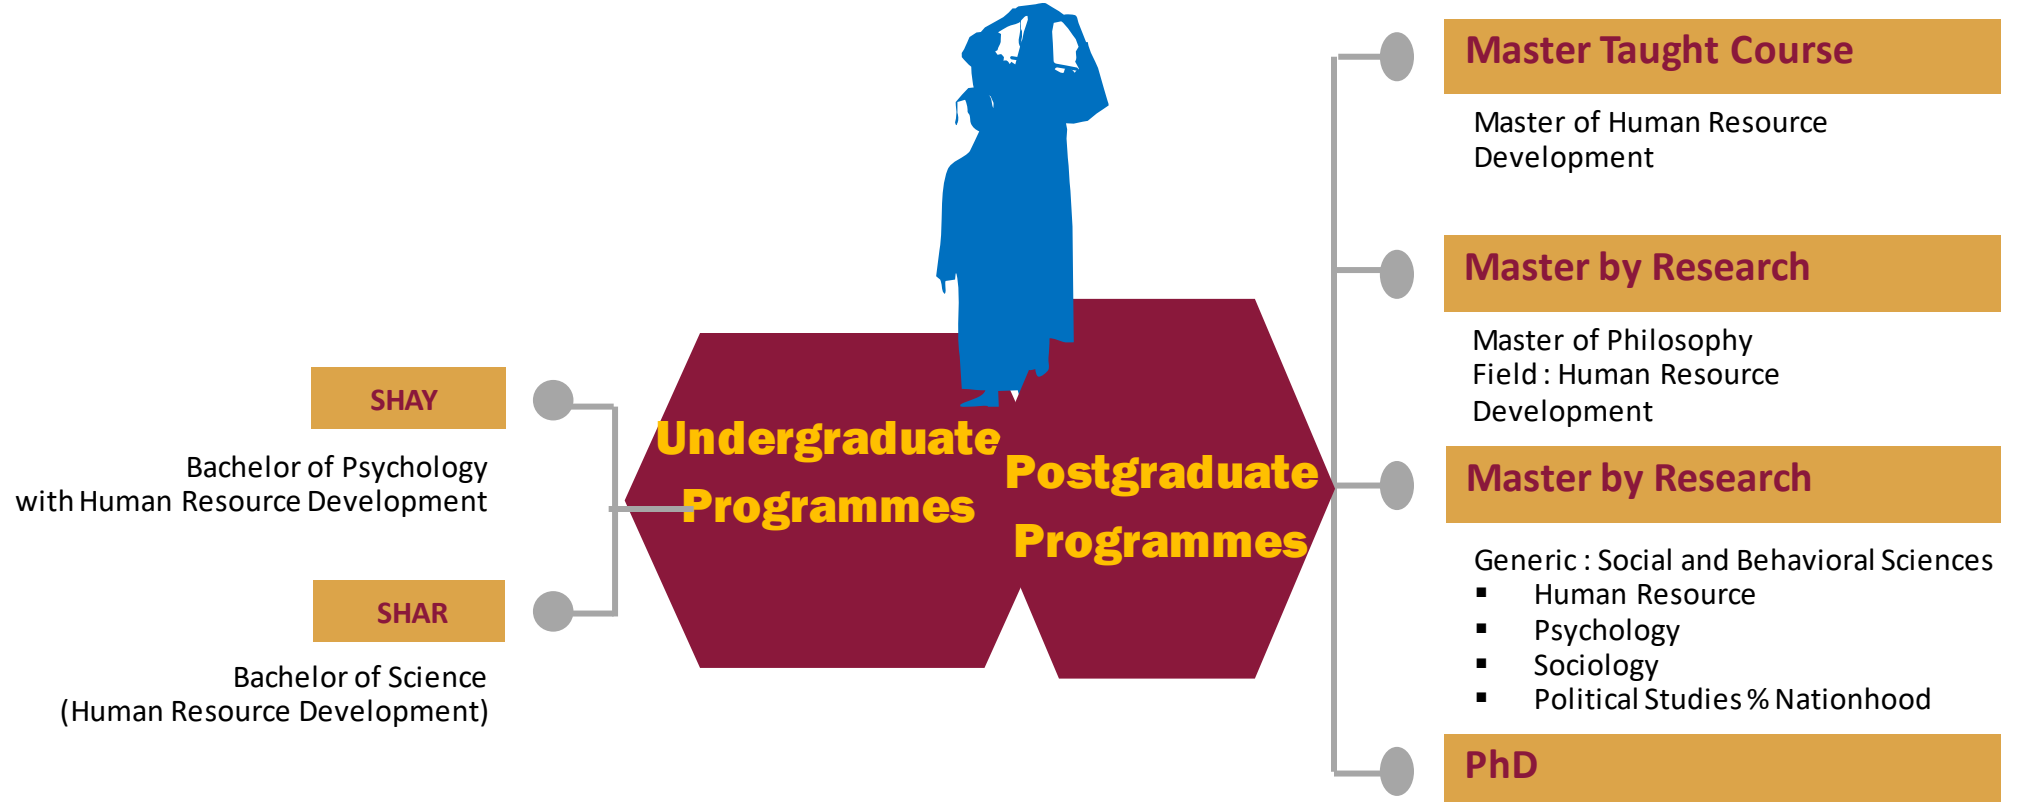 SHAY
Bachelor of Psychology
with Human Resource Development
SHAR
Bachelor of Science
(Human Resource Development)
Undergraduate
Programmes
Postgraduate
Programmes
Master Taught Course
Master of Human Resource
Development
Master by Research
Master of Philosophy
Field : Human Resource
Development
Master by Research
Generic : Social and Behavioral Sciences
▪ Human Resource
▪ Psychology
▪ Sociology
▪ Political Studies % Nationhood
PhD